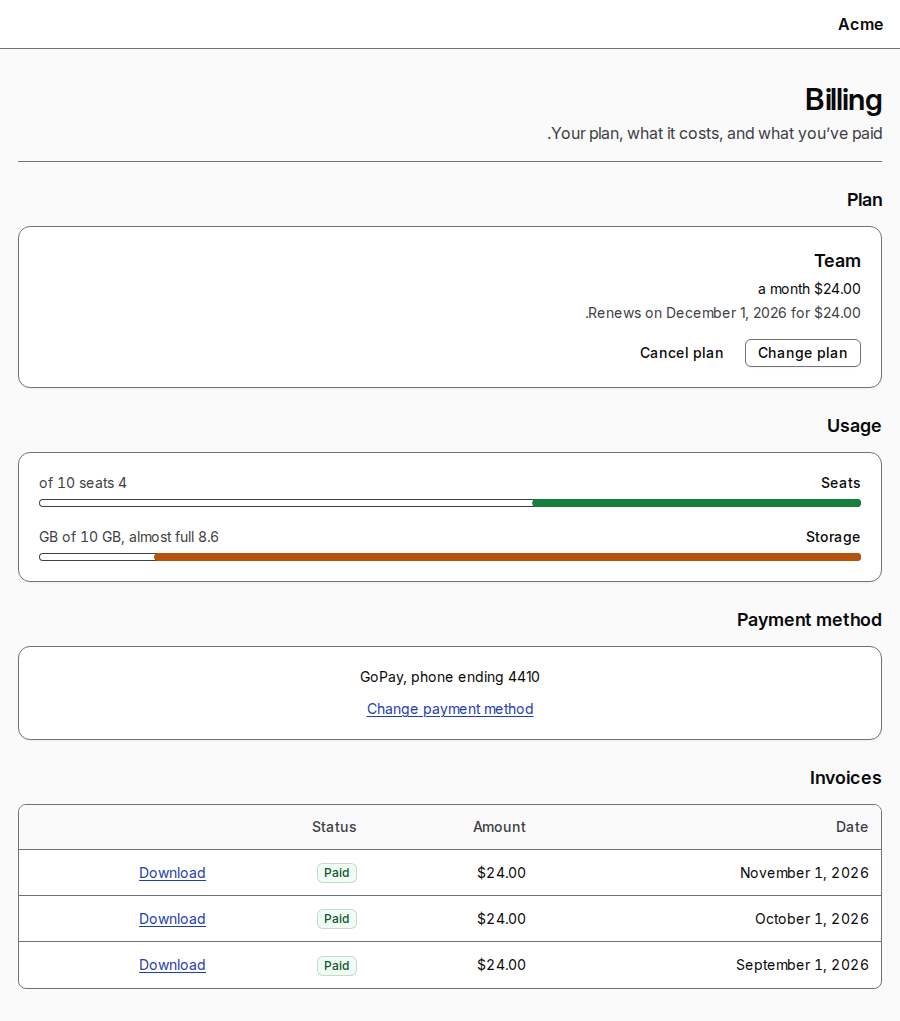 Acme
Billing
Your plan, what it costs, and what you've paid.
Plan
Team
$24.00 a month
Renews on December 1, 2026 for $24.00.
Change plan Cancel plan
Usage
Seats 4 of 10 seats
Storage 8.6 GB of 10 GB, almost full
Payment method
GoPay, phone ending 4410
Change payment method
Invoices
Date Amount Status
November 1, 2026 $24.00 Paid Download
October 1, 2026 $24.00 Paid Download
September 1, 2026 $24.00 Paid Download